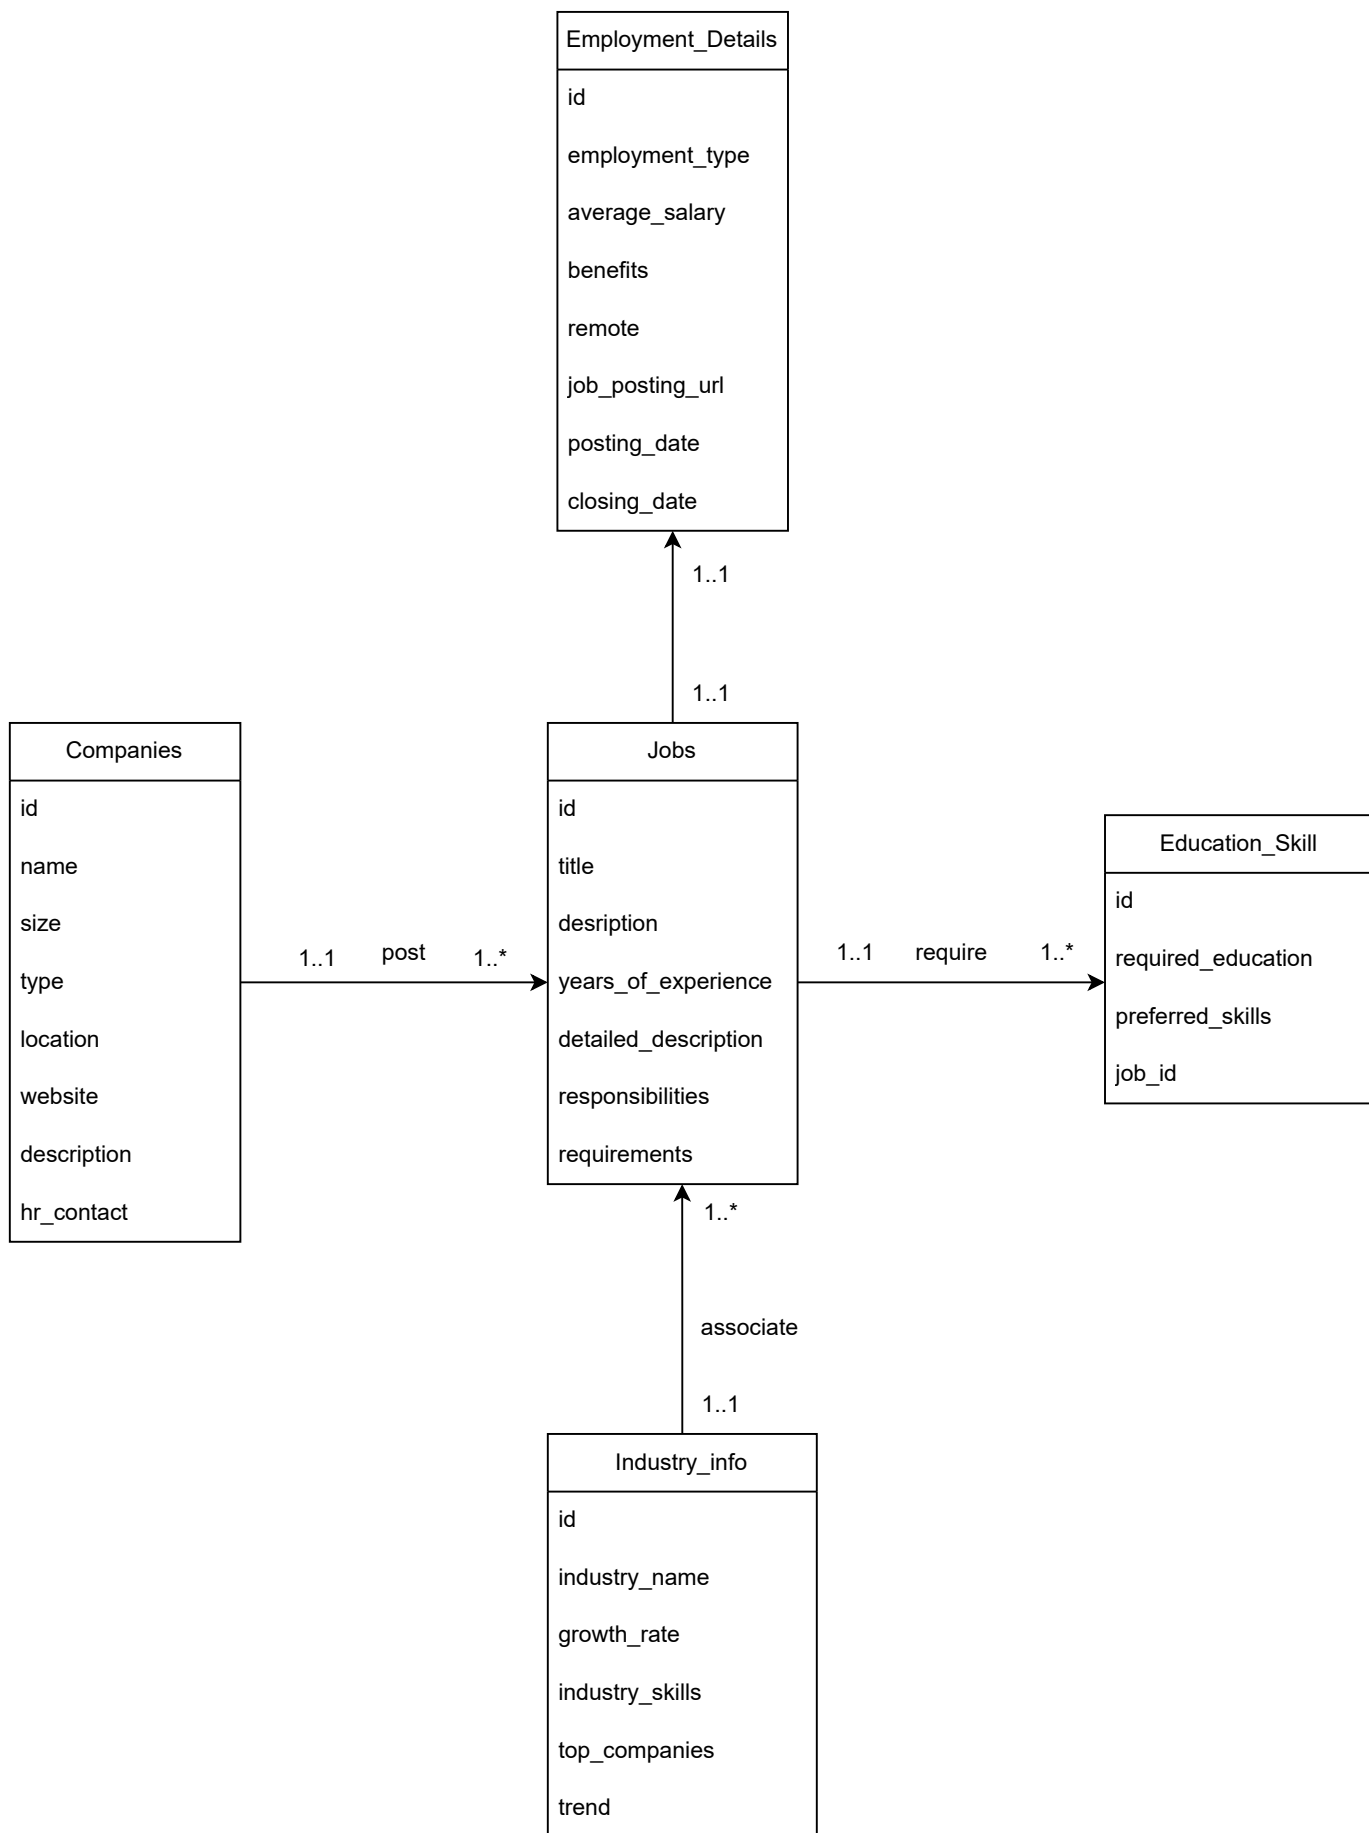 Employment_Details
id
employment_type
average_salary
benefits
remote
job_posting_url
posting_date
closing_date
1..1
1..1
Companies
id
name
size
type
location
website
description
hr_contact
1..1 post 1..*
Jobs
id
title
desription
years_of_experience
detailed_description
responsibilities
requirements
1..1 require 1..*
Education_Skill
id
required_education
preferred_skills
job_id
1..*
associate
1..1
Industry_info
id
industry_name
growth_rate
industry_skills
top_companies
trend